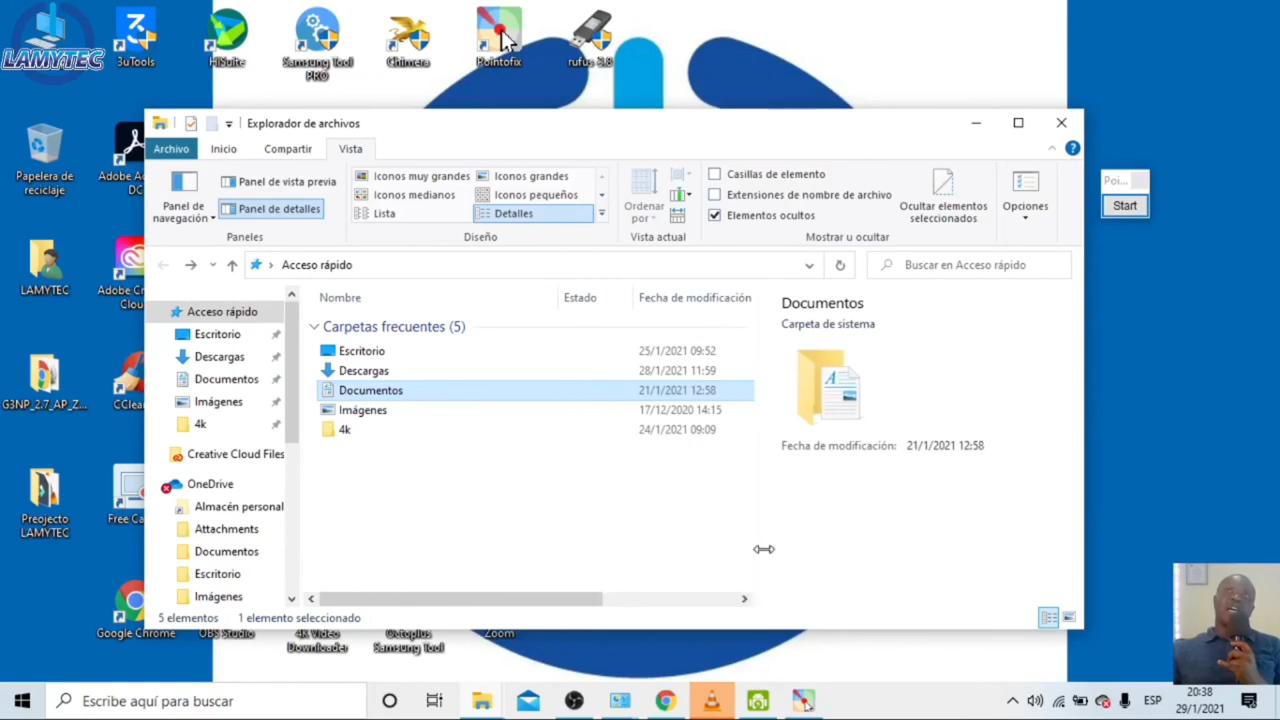 LAMYTEC
3uTools
HiSuite
Samsung Tool
PRO
Chimera
Pointofix
rufus 3.8
Papelera de
reciclaje
Adobe
DC
LAMYTEC
Adobe
G3NP_2.7_AP_Z...
Preojecto
LAMYTEC
Google Chrome
OBS Studio
4K Video
Downloader
Octoplus
Samsung Tool
Zoom
Explorador de archivos
Archivo
Inicio
Compartir
Vista
Panel de
navegación
Panel de vista previa
Panel de detalles
Paneles
Iconos muy grandes
Iconos grandes
Iconos medianos
Iconos pequeños
Lista
Detalles
Diseño
Ordenar
por
Vista actual
Casillas de elemento
Extensiones de nombre de archivo
Elementos ocultos
Ocultar elementos
seleccionados
Mostrar u ocultar
Opciones
Poi...
Start
Acceso rápido
Buscar en Acceso rápido
Acceso rápido
Escritorio
Descargas
Documentos
Imágenes
4k
Creative Cloud Files
OneDrive
Almacén personal
Attachments
Documentos
Escritorio
Imágenes
Nombre
Estado
Fecha de modificación
Carpetas frecuentes (5)
Escritorio 25/1/2021 09:52
Descargas 28/1/2021 11:59
Documentos 21/1/2021 12:58
Imágenes 17/12/2020 14:15
4k 24/1/2021 09:09
Documentos
Carpeta de sistema
Fecha de modificación: 21/1/2021 12:58
5 elementos
1 elemento seleccionado
Escribe aquí para buscar
ESP
20:38
29/1/2021